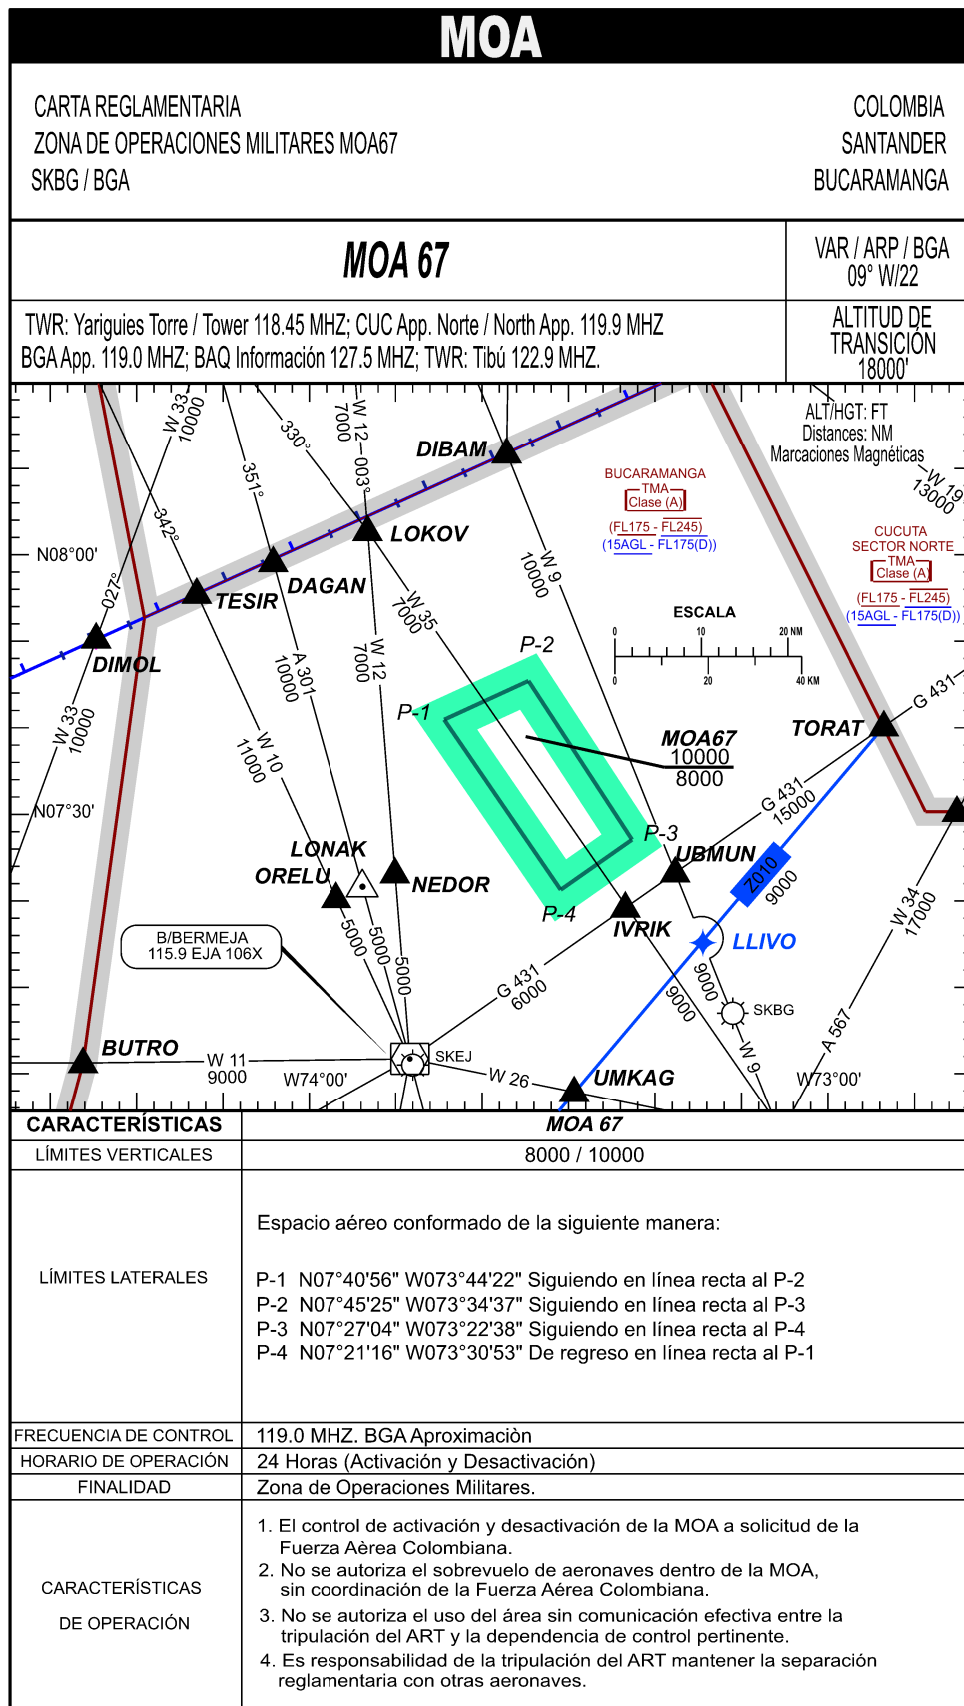 MOA
CARTA REGLAMENTARIA
ZONA DE OPERACIONES MILITARES MOA67
SKBG / BGA
COLOMBIA
SANTANDER
BUCARAMANGA
MOA 67
VAR / ARP / BGA
09° W/22
TWR: Yariguies Torre / Tower 118.45 MHZ; CUC App. Norte / North App. 119.9 MHZ
BGA App. 119.0 MHZ; BAQ Información 127.5 MHZ; TWR: Tibú 122.9 MHZ.
ALTITUD DE
TRANSICIÓN
18000'
ALT/HGT: FT
Distances: NM
Marcaciones Magnéticas
W 33
10000
351°
330°
W 12
7000
003°
DIBAM
BUCARAMANGA
TMA
Clase (A)
(FL175 - FL245)
(15AGL - FL175(D))
W 19
13000
CUCUTA
SECTOR NORTE
TMA
Clase (A)
(FL175 - FL245)
(15AGL - FL175(D))
342°
LOKOV
N08°00'
027°
DAGAN
TESIR
W 9
10000
W 35
7000
ESCALA
0 10 20 NM
0 20 40 KM
DIMOL
A 301
10000
W 12
7000
P-2
P-1
G 431
TORAT
W 33
10000
W 10
11000
MOA67
10000
8000
G 431
15000
N07°30'
P-3
LONAK
ORELU
NEDOR
UBMUN
Z010
9000
P-4
IVRIK
W 34
17000
LLIVO
B/BERMEJA
115.9 EJA 106X
5000
5000
5000
G 431
6000
9000
9000
SKBG
A 567
BUTRO
W 11
9000
W74°00'
SKEJ
W 26
UMKAG
W 9
W73°00'
CARACTERÍSTICAS
MOA 67
LÍMITES VERTICALES
8000 / 10000
LÍMITES LATERALES
Espacio aéreo conformado de la siguiente manera:
P-1 N07°40'56" W073°44'22" Siguiendo en línea recta al P-2
P-2 N07°45'25" W073°34'37" Siguiendo en línea recta al P-3
P-3 N07°27'04" W073°22'38" Siguiendo en línea recta al P-4
P-4 N07°21'16" W073°30'53" De regreso en línea recta al P-1
FRECUENCIA DE CONTROL
119.0 MHZ. BGA Aproximaciòn
HORARIO DE OPERACIÓN
24 Horas (Activación y Desactivación)
FINALIDAD
Zona de Operaciones Militares.
CARACTERÍSTICAS
DE OPERACIÓN
1. El control de activación y desactivación de la MOA a solicitud de la
Fuerza Aèrea Colombiana.
2. No se autoriza el sobrevuelo de aeronaves dentro de la MOA,
sin coordinación de la Fuerza Aérea Colombiana.
3. No se autoriza el uso del área sin comunicación efectiva entre la
tripulación del ART y la dependencia de control pertinente.
4. Es responsabilidad de la tripulación del ART mantener la separación
reglamentaria con otras aeronaves.